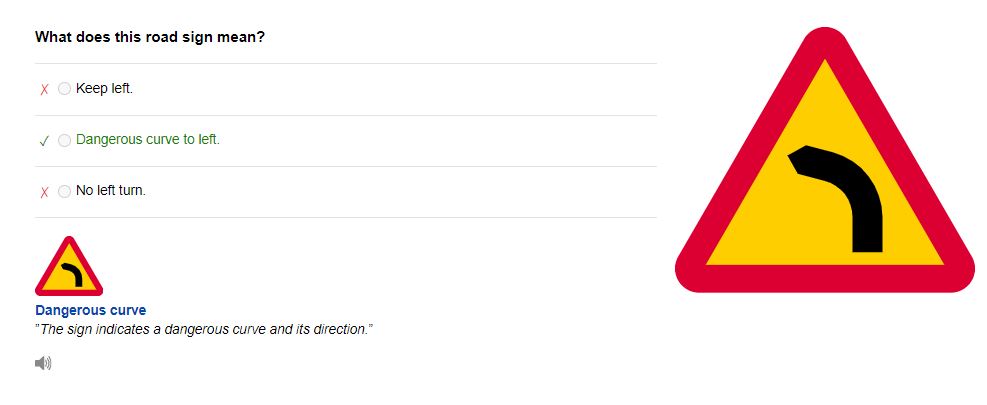 What does this road sign mean?
Keep left.
Dangerous curve to left.
No left turn.
Dangerous curve
"The sign indicates a dangerous curve and its direction."